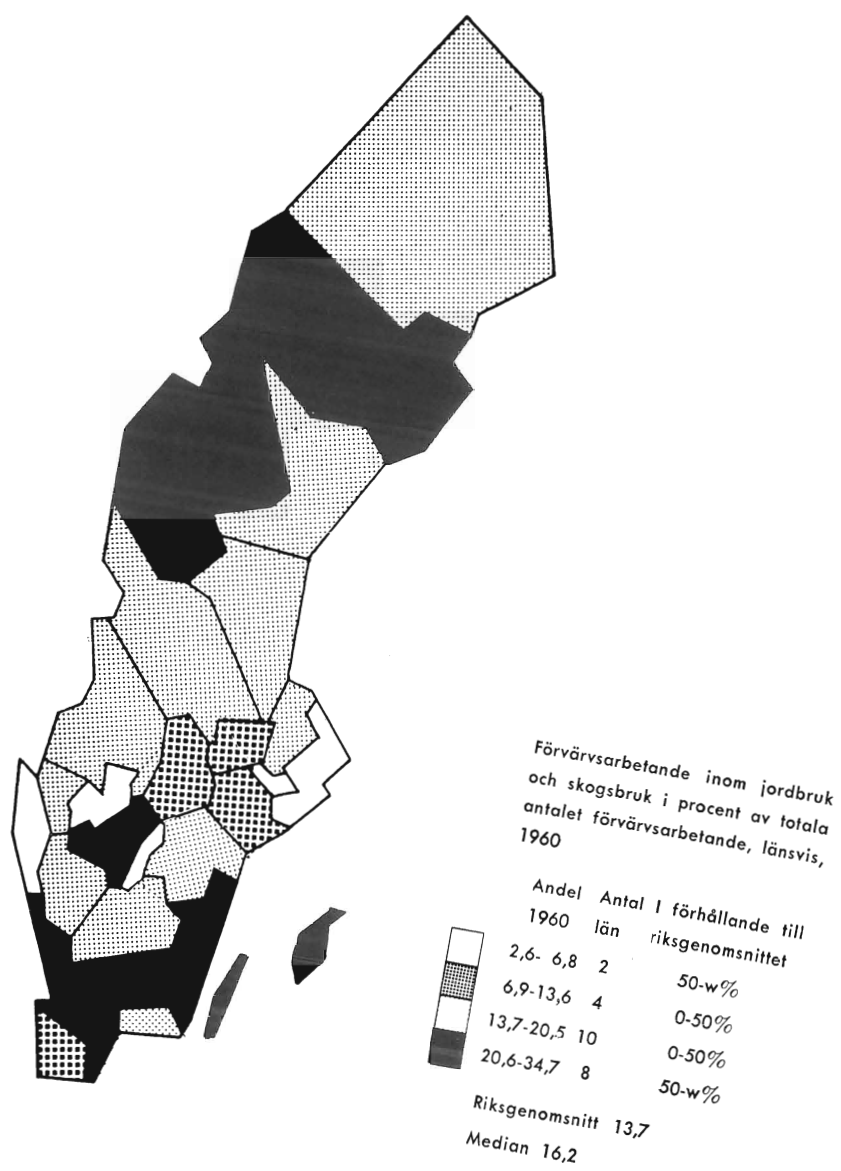 Förvärvsarbetande inom jordbruk
och skogsbruk i procent av totala
antalet förvärvsarbetande, länsvis,
1960
Andel Antal I förhållande till
1960 län riksgenomsnittet
2,6- 6,8 2 50-w%
6,9-13,6 4 0-50%
13,7-20,5 10 0-50%
20,6-34,7 8 50-w%
Riksgenomsnitt 13,7
Median 16,2